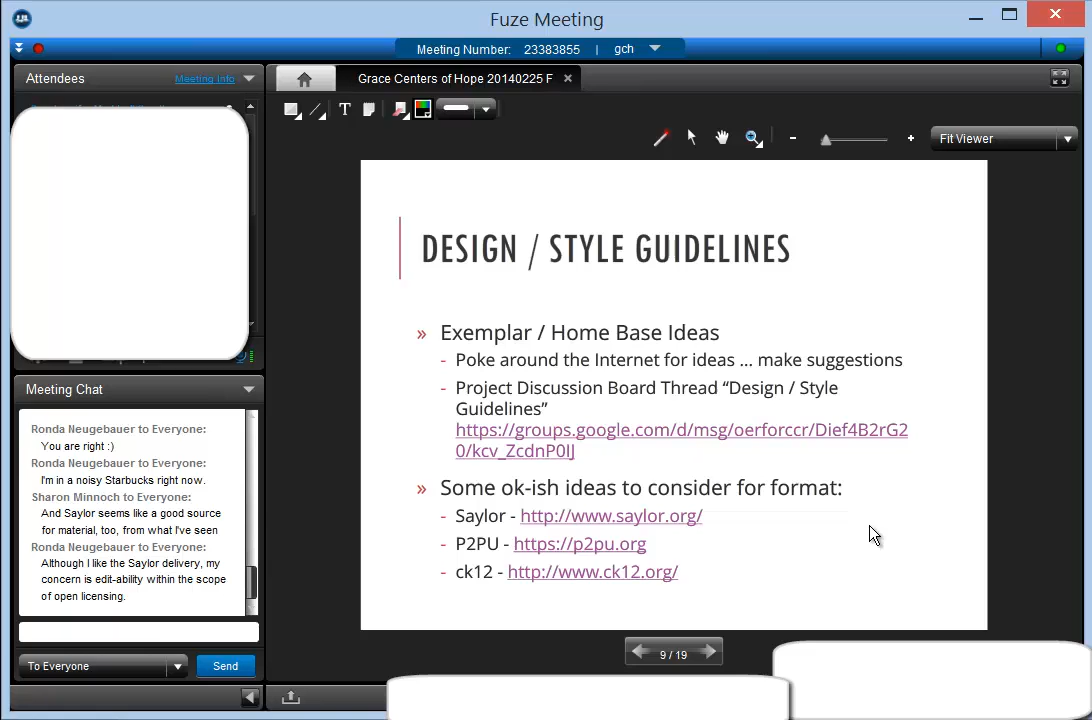 Fuze Meeting
Meeting Number: 23383855 | gch
Attendees
Meeting Info
Grace Centers of Hope 20140225 F
T
Fit Viewer
DESIGN / STYLE GUIDELINES
» Exemplar / Home Base Ideas
- Poke around the Internet for ideas ... make suggestions
- Project Discussion Board Thread “Design / Style
Guidelines”
https://groups.google.com/d/msg/oerforccr/Dief4B2rG2
0/kcv_ZcdnP0IJ
» Some ok-ish ideas to consider for format:
- Saylor - http://www.saylor.org/
- P2PU - https://p2pu.org
- ck12 - http://www.ck12.org/
9 / 19
Meeting Chat
Ronda Neugebauer to Everyone:
You are right :)
Ronda Neugebauer to Everyone:
I'm in a noisy Starbucks right now.
Sharon Minnoch to Everyone:
And Saylor seems like a good source
for material, too, from what I've seen
Ronda Neugebauer to Everyone:
Although I like the Saylor delivery, my
concern is edit-ability within the scope
of open licensing.
To Everyone
Send